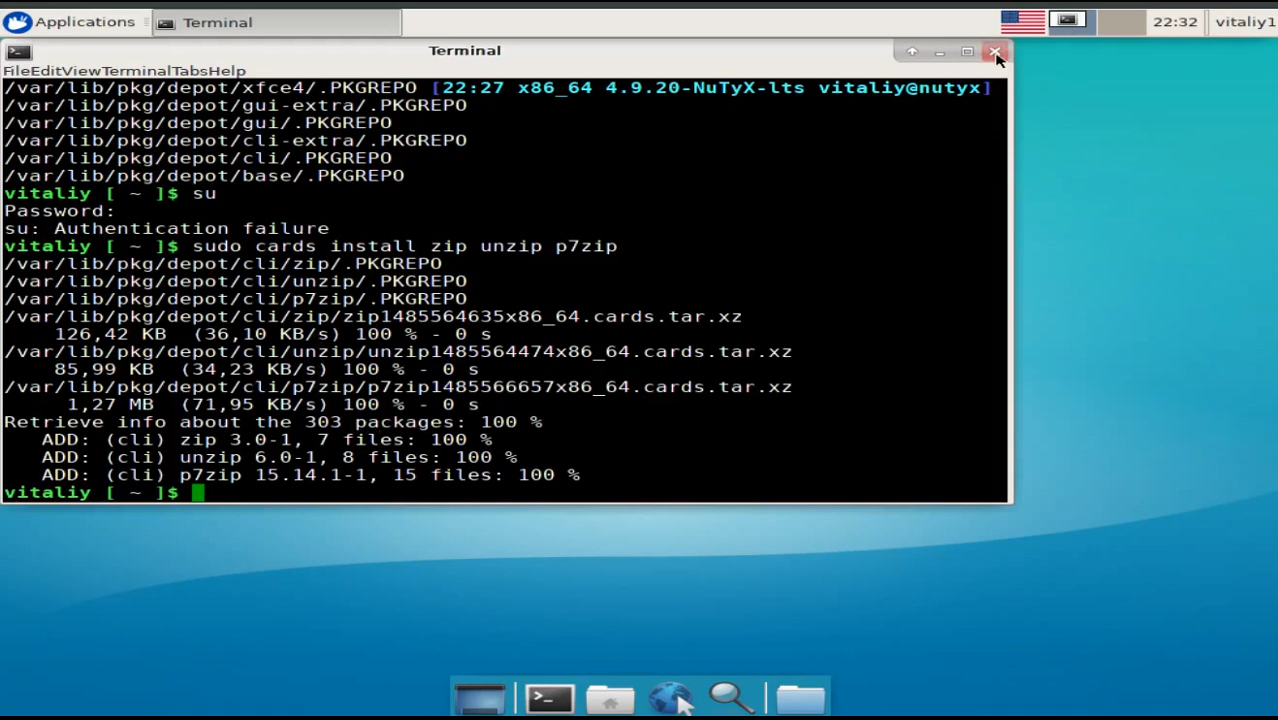 Applications Terminal 22:32 vitaliy1
Terminal
FileEditViewTerminalTabsHelp
/var/lib/pkg/depot/xfce4/.PKGREPO [22:27 x86_64 4.9.20-NuTyX-lts vitaliy@nutyx]
/var/lib/pkg/depot/gui-extra/.PKGREPO
/var/lib/pkg/depot/gui/.PKGREPO
/var/lib/pkg/depot/cli-extra/.PKGREPO
/var/lib/pkg/depot/cli/.PKGREPO
/var/lib/pkg/depot/base/.PKGREPO
vitaliy [ ~ ]$ su
Password:
su: Authentication failure
vitaliy [ ~ ]$ sudo cards install zip unzip p7zip
/var/lib/pkg/depot/cli/zip/.PKGREPO
/var/lib/pkg/depot/cli/unzip/.PKGREPO
/var/lib/pkg/depot/cli/p7zip/.PKGREPO
/var/lib/pkg/depot/cli/zip/zip1485564635x86_64.cards.tar.xz
126,42 KB (36,10 KB/s) 100 % - 0 s
/var/lib/pkg/depot/cli/unzip/unzip1485564474x86_64.cards.tar.xz
85,99 KB (34,23 KB/s) 100 % - 0 s
/var/lib/pkg/depot/cli/p7zip/p7zip1485566657x86_64.cards.tar.xz
1,27 MB (71,95 KB/s) 100 % - 0 s
Retrieve info about the 303 packages: 100 %
ADD: (cli) zip 3.0-1, 7 files: 100 %
ADD: (cli) unzip 6.0-1, 8 files: 100 %
ADD: (cli) p7zip 15.14.1-1, 15 files: 100 %
vitaliy [ ~ ]$